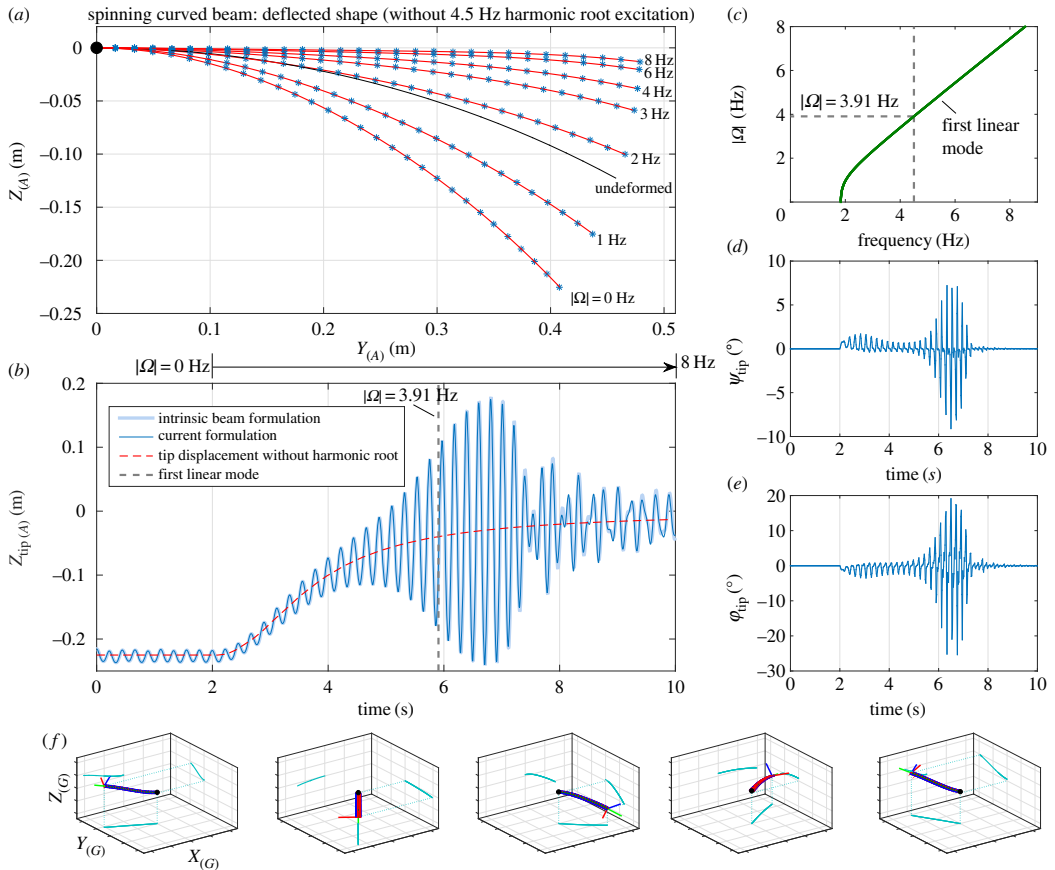 (a) spinning curved beam: deflected shape (without 4.5 Hz harmonic root excitation)
0
−0.05
−0.10
−0.15
−0.20
−0.25
Z(A) (m)
8 Hz
6 Hz
4 Hz
3 Hz
2 Hz
undeformed
1 Hz
|Ω| = 0 Hz
0 0.1 0.2 0.3 0.4 0.5
Y(A) (m)
(b) |Ω| = 0 Hz 8 Hz
|Ω| = 3.91 Hz
intrinsic beam formulation
current formulation
tip displacement without harmonic root
first linear mode
0.2
0.1
0
−0.1
−0.2
Ztip (A) (m)
0 2 4 6 8 10
time (s)
(c)
8
6
4
2
0
|Ω| (Hz)
|Ω| = 3.91 Hz
first linear
mode
0 2 4 6 8
frequency (Hz)
(d)
10
5
0
−5
−10
ψtip (°)
0 2 4 6 8 10
time (s)
(e)
20
10
0
−10
−20
−30
φtip (°)
0 2 4 6 8 10
time (s)
(f)
Z(G)
Y(G)
X(G)